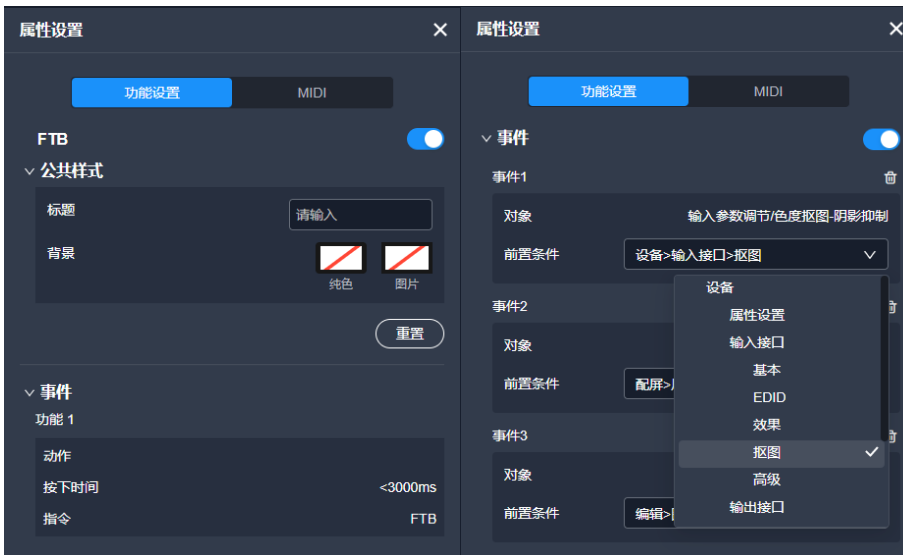 属性设置
功能设置 MIDI
FTB
公共样式
标题 请输入
背景
纯色 图片
重置
事件
功能 1
动作
按下时间 <3000ms
指令 FTB
属性设置
功能设置 MIDI
事件
事件1
对象 输入参数调节/色度抠图-阴影抑制
前置条件 设备>输入接口>抠图
设备
属性设置
输入接口
基本
EDID
效果
抠图
高级
输出接口
事件2
对象
前置条件 配屏>
事件3
对象
前置条件 编辑>